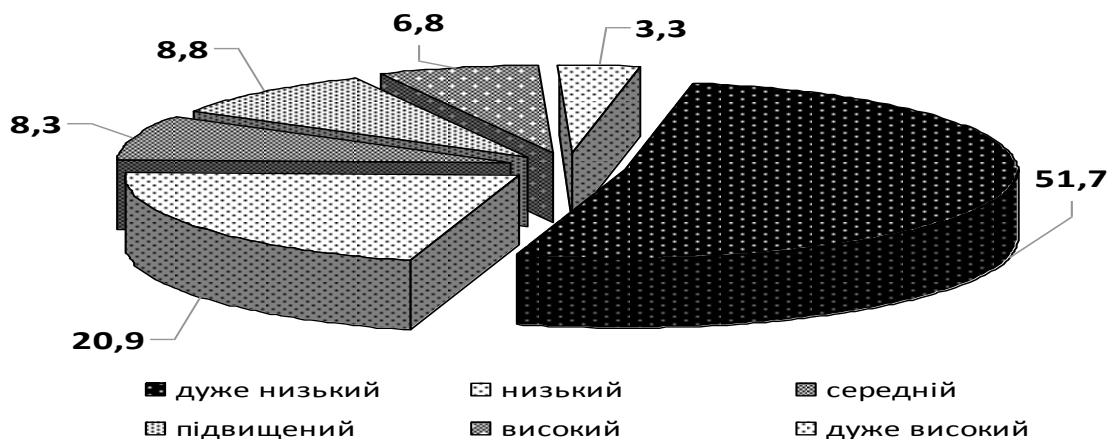 6,8
3,3
8,8
8,3
51,7
20,9
дуже низький
низький
середній
підвищений
високий
дуже високий